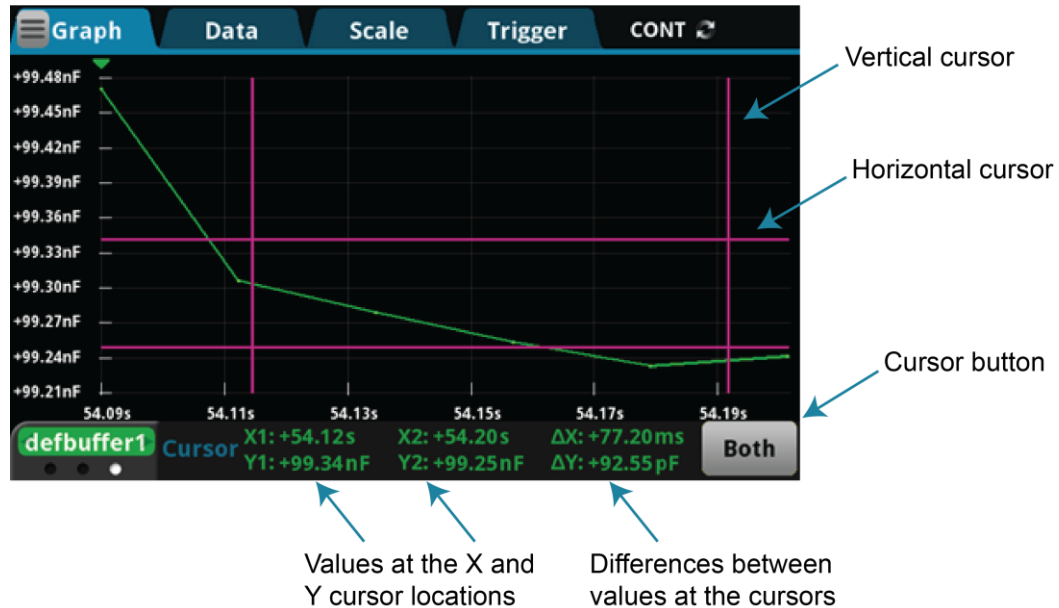 Graph
Data
Scale
Trigger
CONT
+99.48nF
+99.45nF
+99.42nF
+99.39nF
+99.36nF
+99.33nF
+99.30nF
+99.27nF
+99.24nF
+99.21nF
54.09s 54.11s 54.13s 54.15s 54.17s 54.19s
defbuffer1
Cursor
X1: +54.12s X2: +54.20s ΔX: +77.20ms
Y1: +99.34nF Y2: +99.25nF ΔY: +92.55pF
Both
Vertical cursor
Horizontal cursor
Cursor button
Values at the X and
Y cursor locations
Differences between
values at the cursors